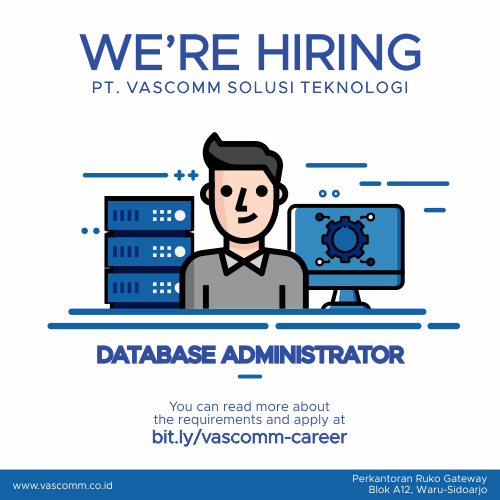 WE'RE HIRING
PT. VASCOMM SOLUSI TEKNOLOGI
DATABASE ADMINISTRATOR
You can read more about
the requirements and apply at
bit.ly/vascomm-career
www.vascomm.co.id
Perkantoran Ruko Gateway
Blok A12, Waru-Sidoarjo